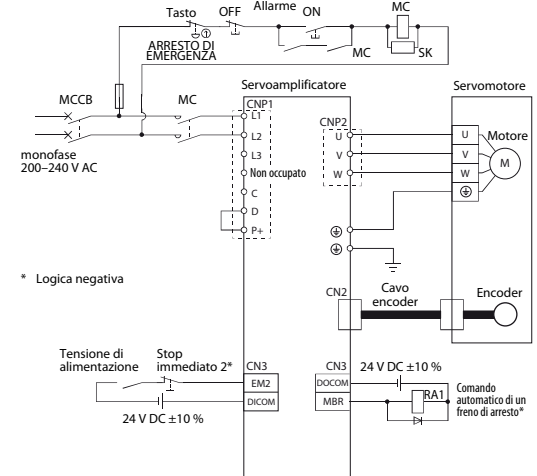 Tasto OFF Allarme ON MC
ARRESTO DI
EMERGENZA
MC SK
Servoamplificatore Servomotore
MCCB MC CNP1
L1
CNP2
L2 U U Motore
L3 V V M
monofase
200–240 V AC
Non occupato W W
C
D
P+
* Logica negativa
CN2 Cavo
encoder
Encoder
Tensione di
alimentazione
Stop
immediato 2*
CN3 CN3 24 V DC ±10 %
EM2 DOCOM
DICOM MBR RA1
24 V DC ±10 %
Comando
automatico di un
freno di arresto*